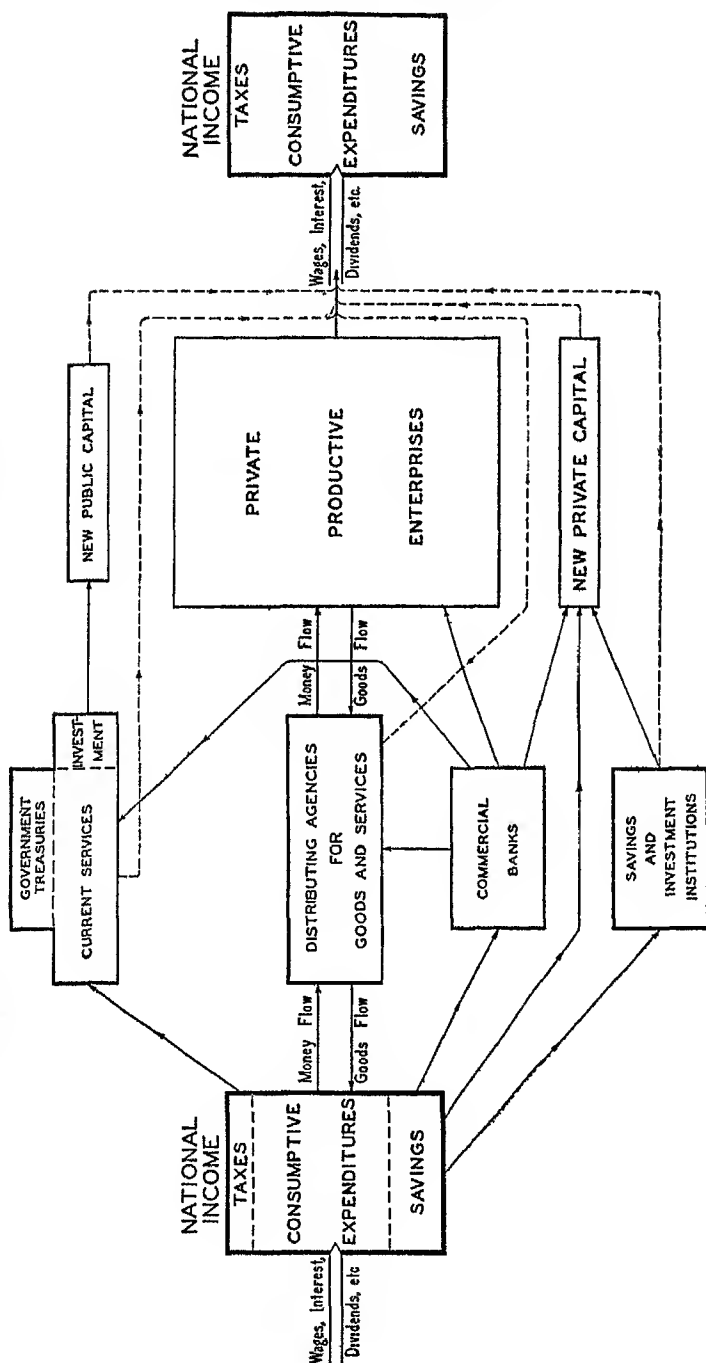 NATIONAL
INCOME
TAXES
CONSUMPTIVE
EXPENDITURES
SAVINGS
Wages, Interest,
Dividends, etc
GOVERNMENT
TREASURIES
CURRENT SERVICES
INVEST-
MENT
NEW PUBLIC CAPITAL
Money Flow
Goods Flow
DISTRIBUTING AGENCIES
FOR
GOODS AND SERVICES
Money Flow
Goods Flow
PRIVATE
PRODUCTIVE
ENTERPRISES
COMMERCIAL
BANKS
SAVINGS
AND
INVESTMENT
INSTITUTIONS
NEW PRIVATE CAPITAL
Wages, Interest,
Dividends, etc.
NATIONAL
INCOME
TAXES
CONSUMPTIVE
EXPENDITURES
SAVINGS